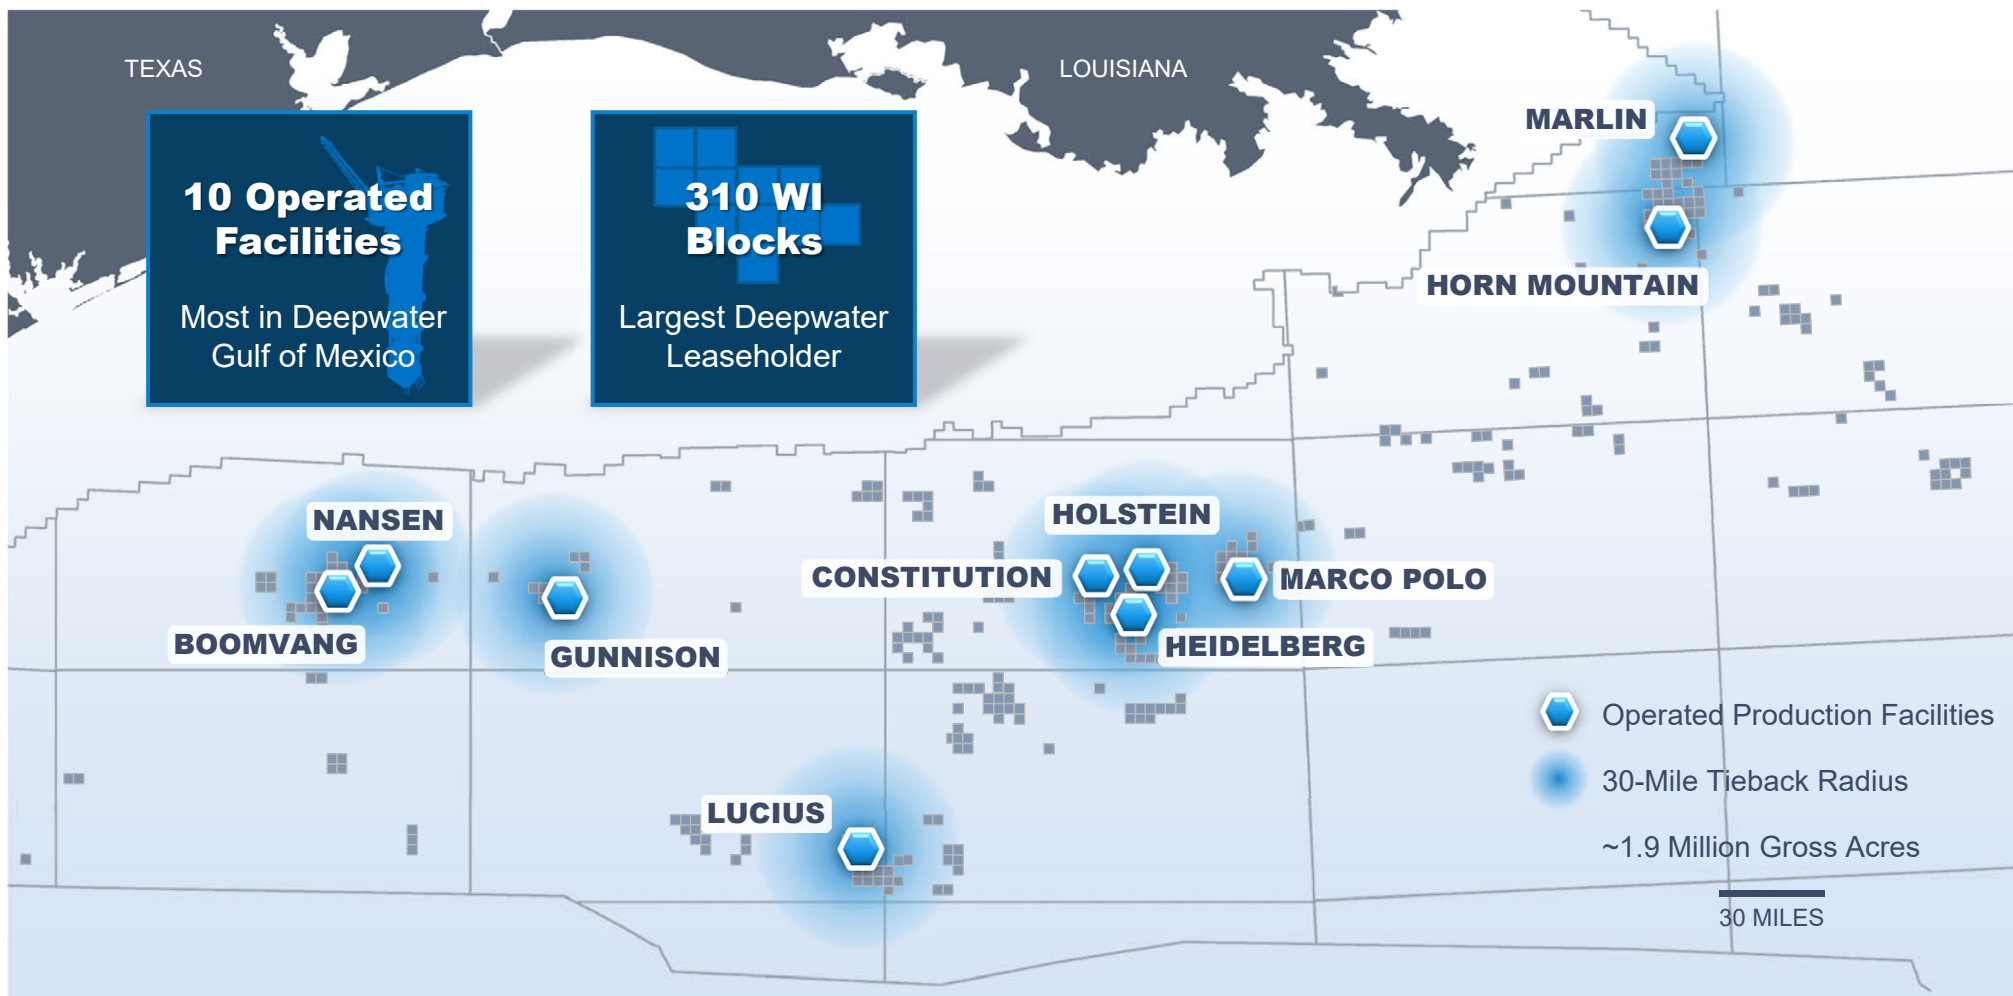 TEXAS
LOUISIANA
10 Operated
Facilities
Most in Deepwater
Gulf of Mexico
310 WI
Blocks
Largest Deepwater
Leaseholder
MARLIN
HORN MOUNTAIN
NANSEN
BOOMVANG
GUNNISON
HOLSTEIN
CONSTITUTION
MARCO POLO
HEIDELBERG
LUCIUS
Operated Production Facilities
30-Mile Tieback Radius
~1.9 Million Gross Acres
30 MILES